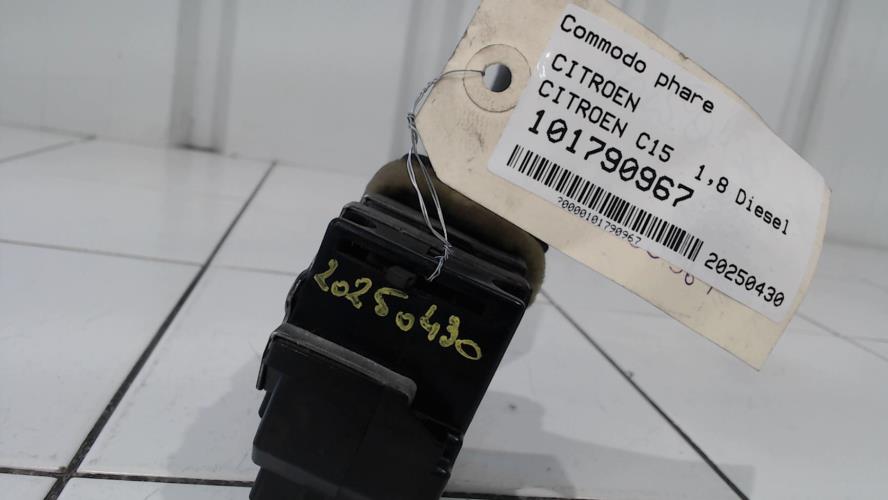 Commodo phare
CITROEN
CITROEN C15 1,8 Diesel
101790967
20250430
20250430